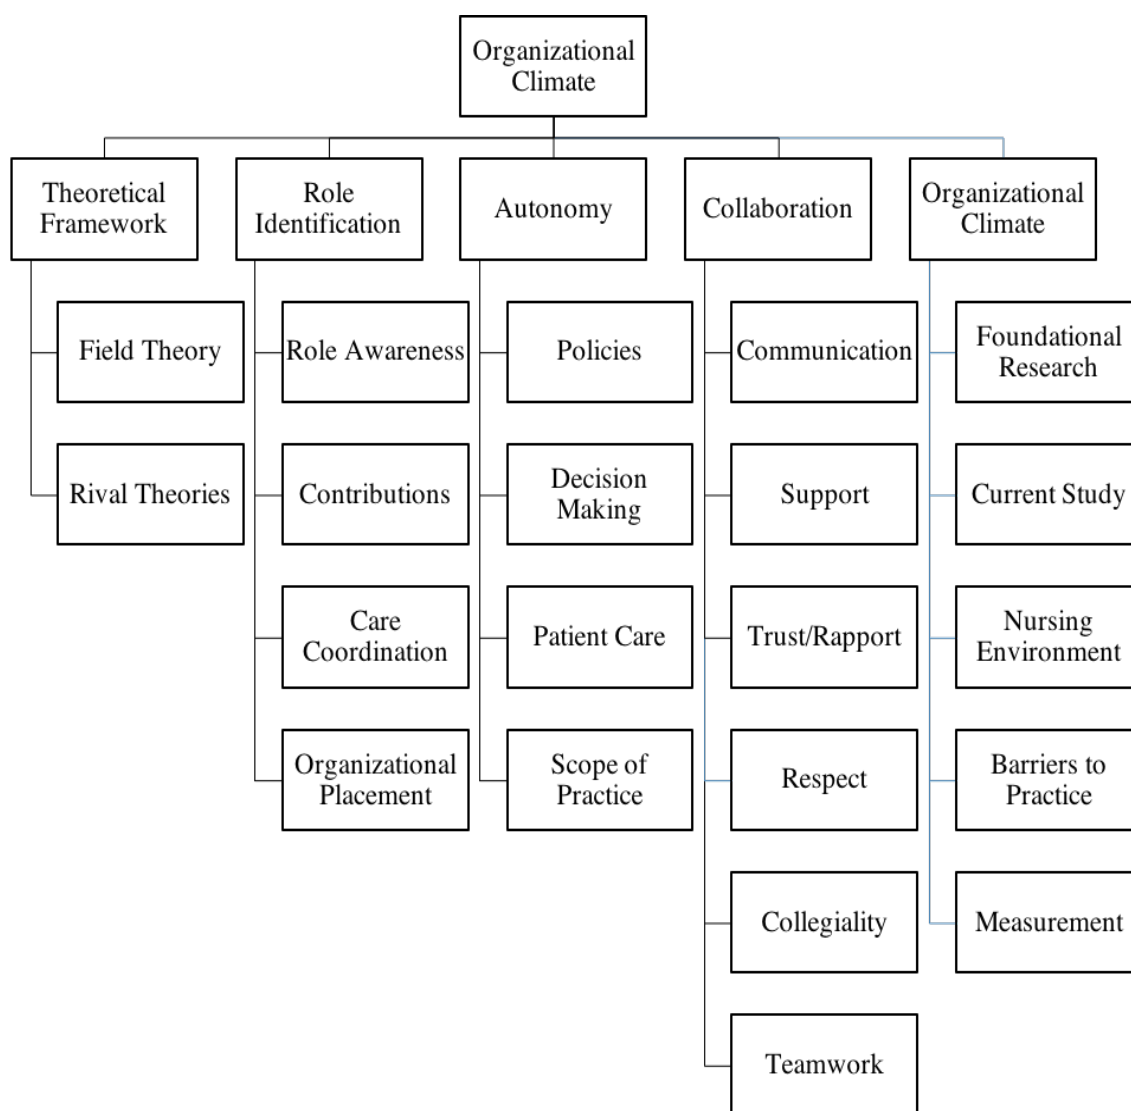 Organizational
Climate
Theoretical
Framework
Role
Identification
Autonomy
Collaboration
Organizational
Climate
Field Theory
Role Awareness
Policies
Communication
Foundational
Research
Rival Theories
Contributions
Decision
Making
Support
Current Study
Care
Coordination
Patient Care
Trust/Rapport
Nursing
Environment
Organizational
Placement
Scope of
Practice
Respect
Barriers to
Practice
Collegiality
Measurement
Teamwork